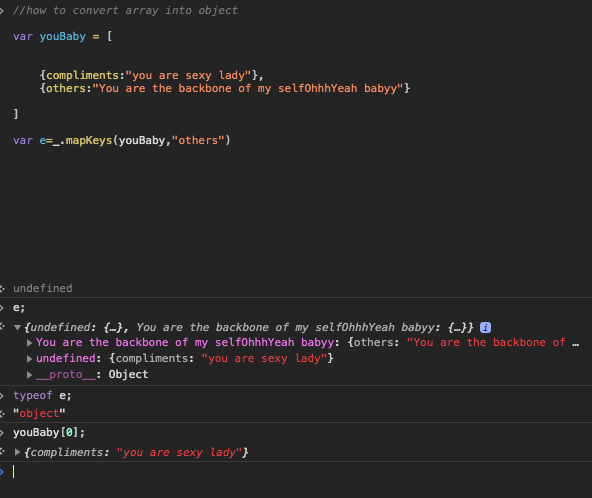 //how to convert array into object
var youBaby = [
{compliments:"you are sexy lady"},
{others:"You are the backbone of my selfOhhhYeah babyy"}
]
var e=_.mapKeys(youBaby,"others")
undefined
e;
{undefined: {…}, You are the backbone of my selfOhhhYeah babyy: {…}} i
You are the backbone of my selfOhhhYeah babyy: {others: "You are the backbone of …
undefined: {compliments: "you are sexy lady"}
__proto__: Object
typeof e;
"object"
youBaby[0];
{compliments: "you are sexy lady"}